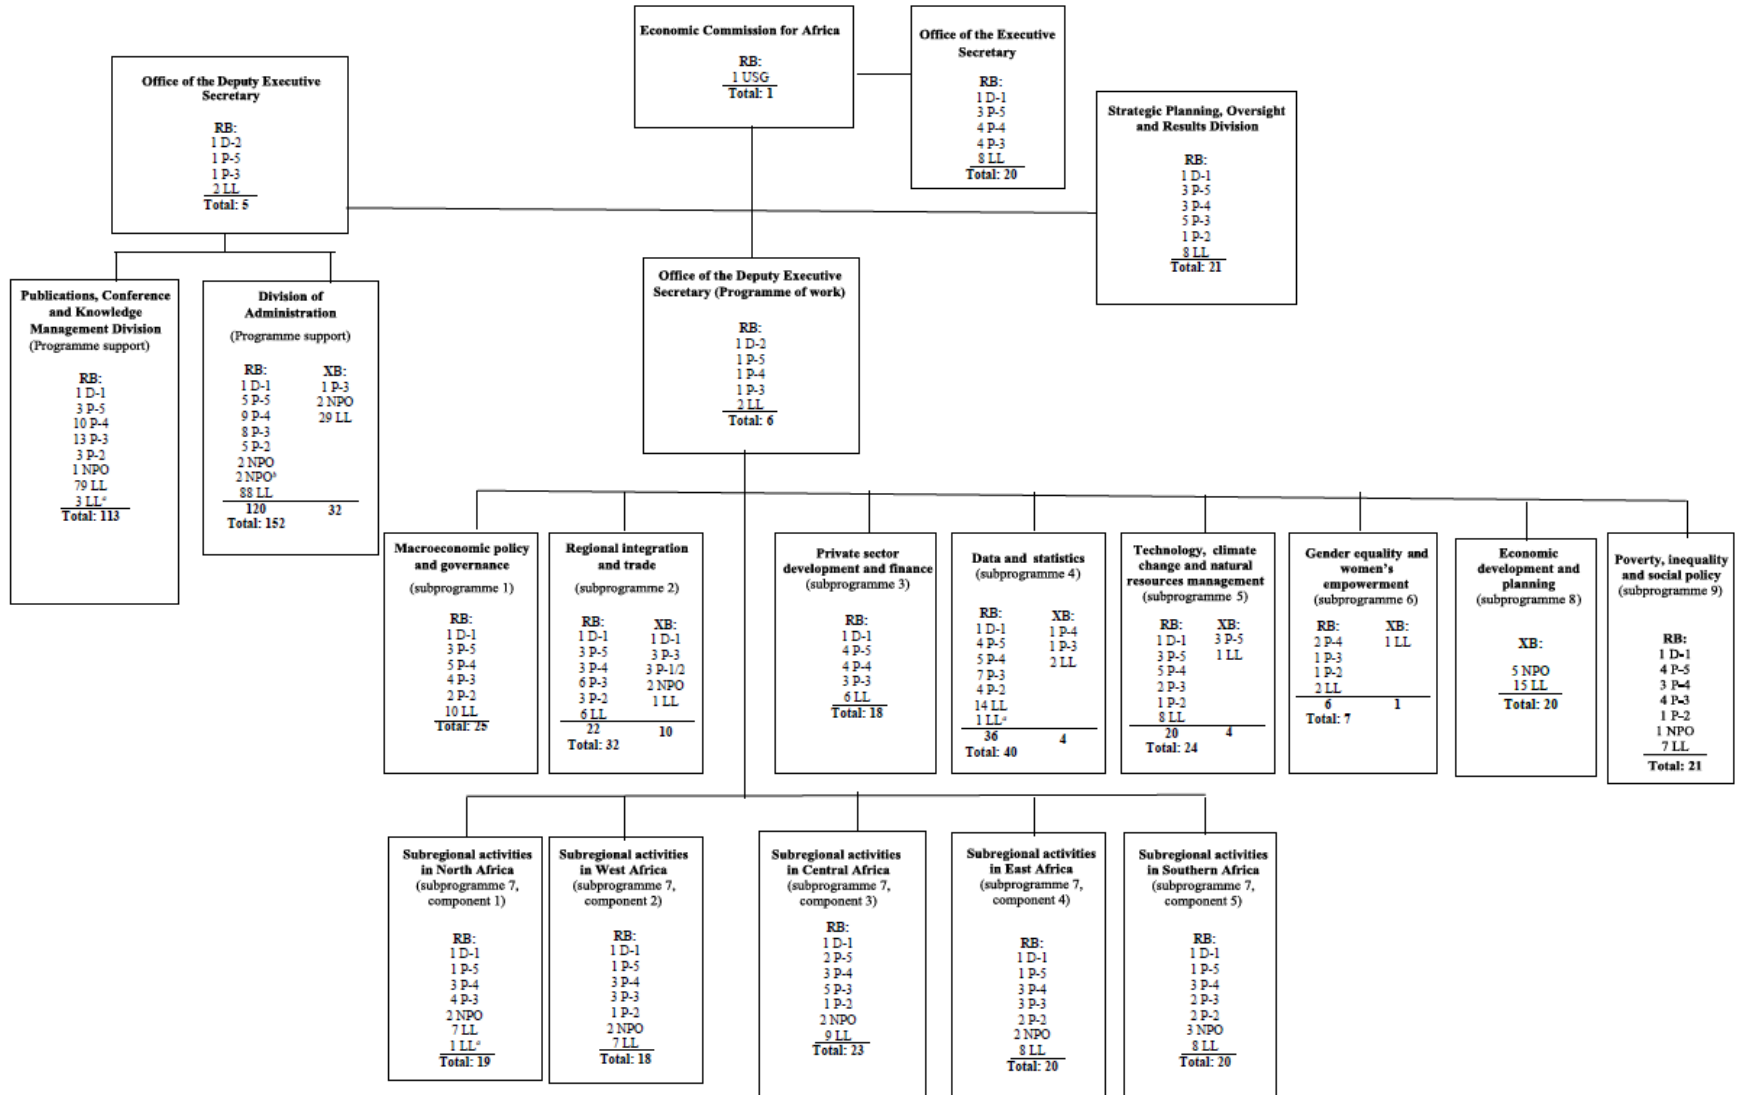 Economic Commission for Africa
RB:
1 USG
Total: 1
Office of the Executive
Secretary
RB:
1 D-1
3 P-5
4 P-4
4 P-3
8 LL
Total: 20
Office of the Deputy Executive
Secretary
RB:
1 D-2
1 P-5
1 P-3
2 LL
Total: 5
Strategic Planning, Oversight
and Results Division
RB:
1 D-1
3 P-5
3 P-4
5 P-3
1 P-2
8 LL
Total: 21
Publications, Conference
and Knowledge
Management Division
(Programme support)
RB:
1 D-1
3 P-5
10 P-4
13 P-3
3 P-2
1 NPO
79 LL
3 LLᵃ
Total: 113
Division of
Administration
(Programme support)
RB: XB:
1 D-1 1 P-3
5 P-5 2 NPO
9 P-4 29 LL
8 P-3
5 P-2
2 NPO
2 NPOᵇ
88 LL
120 32
Total: 152
Office of the Deputy Executive
Secretary (Programme of work)
RB:
1 D-2
1 P-5
1 P-4
1 P-3
2 LL
Total: 6
Macroeconomic policy
and governance
(subprogramme 1)
RB:
1 D-1
3 P-5
5 P-4
4 P-3
2 P-2
10 LL
Total: 25
Regional integration
and trade
(subprogramme 2)
RB: XB:
1 D-1 1 D-1
3 P-5 3 P-3
3 P-4 3 P-1/2
6 P-3 2 NPO
3 P-2 1 LL
6 LL
22 10
Total: 32
Private sector
development and finance
(subprogramme 3)
RB:
1 D-1
4 P-5
4 P-4
3 P-3
6 LL
Total: 18
Data and statistics
(subprogramme 4)
RB: XB:
1 D-1 1 P-4
4 P-5 1 P-3
5 P-4 2 LL
7 P-3
4 P-2
14 LL
1 LLᵃ
36 4
Total: 40
Technology, climate
change and natural
resources management
(subprogramme 5)
RB: XB:
1 D-1 3 P-5
3 P-5 1 LL
5 P-4
2 P-3
1 P-2
8 LL
20 4
Total: 24
Gender equality and
women's
empowerment
(subprogramme 6)
RB: XB:
2 P-4 1 LL
1 P-3
1 P-2
2 LL
6 1
Total: 7
Economic
development and
planning
(subprogramme 8)
XB:
5 NPO
15 LL
Total: 20
Poverty, inequality
and social policy
(subprogramme 9)
RB:
1 D-1
4 P-5
3 P-4
4 P-3
1 P-2
1 NPO
7 LL
Total: 21
Subregional activities
in North Africa
(subprogramme 7,
component 1)
RB:
1 D-1
1 P-5
3 P-4
4 P-3
2 NPO
7 LL
1 LLᵃ
Total: 19
Subregional activities
in West Africa
(subprogramme 7,
component 2)
RB:
1 D-1
1 P-5
3 P-4
3 P-3
1 P-2
2 NPO
7 LL
Total: 18
Subregional activities
in Central Africa
(subprogramme 7,
component 3)
RB:
1 D-1
2 P-5
3 P-4
5 P-3
1 P-2
2 NPO
9 LL
Total: 23
Subregional activities
in East Africa
(subprogramme 7,
component 4)
RB:
1 D-1
1 P-5
3 P-4
3 P-3
2 P-2
2 NPO
8 LL
Total: 20
Subregional activities
in Southern Africa
(subprogramme 7,
component 5)
RB:
1 D-1
1 P-5
3 P-4
2 P-3
2 P-2
3 NPO
8 LL
Total: 20